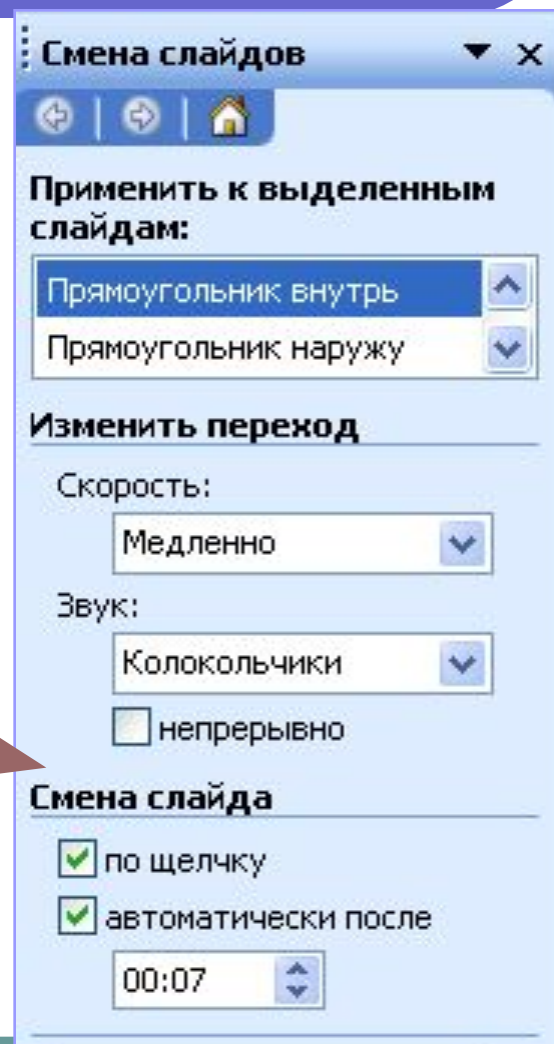 Смена слайдов
Применить к выделенным
слайдам:
Прямоугольник внутрь
Прямоугольник наружу
Изменить переход
Скорость:
Медленно
Звук:
Колокольчики
непрерывно
Смена слайда
по щелчку
автоматически после
00:07